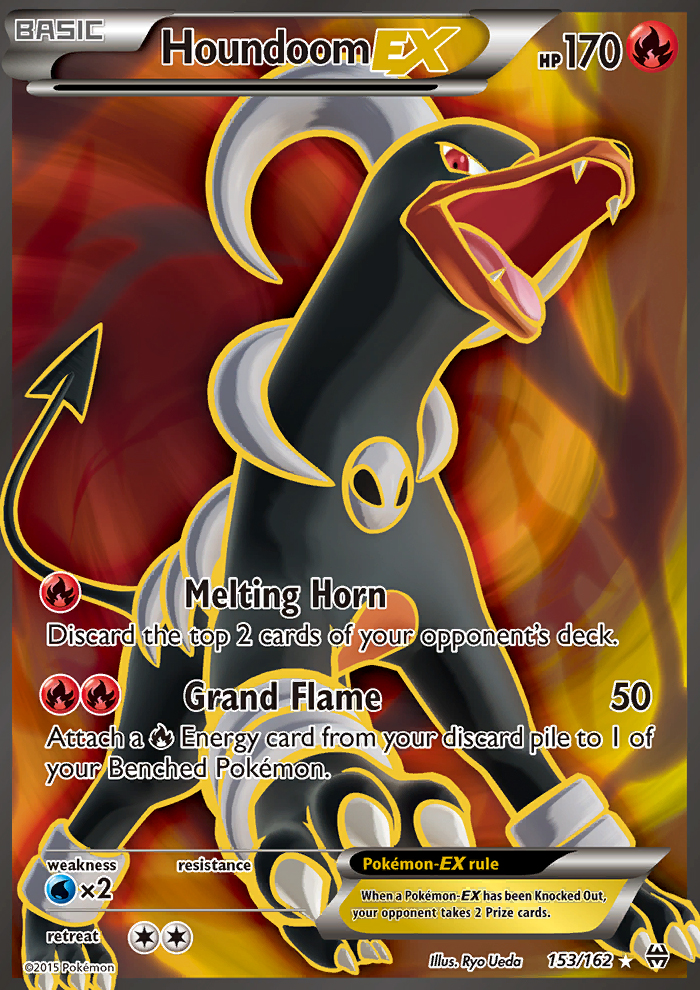 BASIC
Houndoom EX
HP 170
Melting Horn
Discard the top 2 cards of your opponent's deck.
Grand Flame 50
Attach a Energy card from your discard pile to 1 of
your Benched Pokémon.
weakness resistance
×2
retreat
Pokémon-EX rule
When a Pokémon-EX has been Knocked Out,
your opponent takes 2 Prize cards.
©2015 Pokémon
Illus. Ryo Ueda 153/162 ★